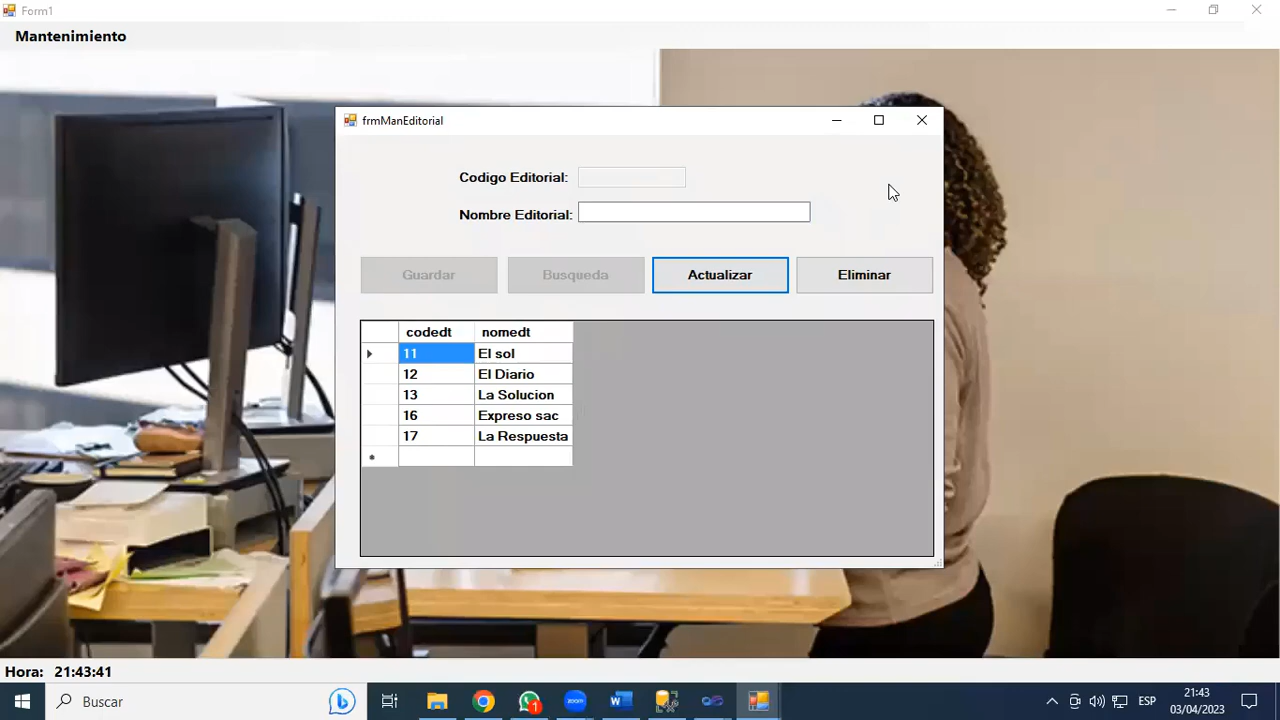 Form1
Mantenimiento
frmManEditorial
Codigo Editorial:
Nombre Editorial:
Guardar Busqueda Actualizar Eliminar
codedt nomedt
11 El sol
12 El Diario
13 La Solucion
16 Expreso sac
17 La Respuesta
Hora: 21:43:41
Buscar
1
zoom
ESP
21:43
03/04/2023